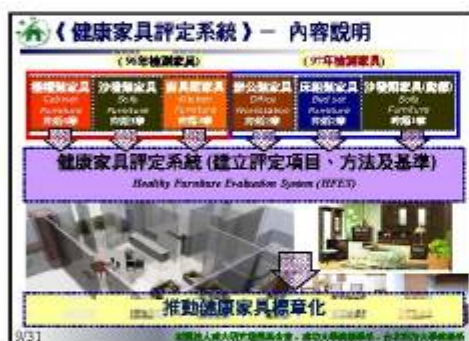 《健康家具評定系統》－ 內容說明
(96年檢測家具)
(97年檢測家具)
櫥櫃類家具
Cabinet
Furniture
沙發類家具
Sofa
Furniture
廚具類家具
Kitchen
Furniture
辦公類家具
Office
Workstation
床組類家具
Bed set
Furniture
沙發類家具
Sofa
Furniture
健康家具評定系統 (建立評定項目、方法及基準)
Healthy Furniture Evaluation System (HFES)
推動健康家具標章化
9/31